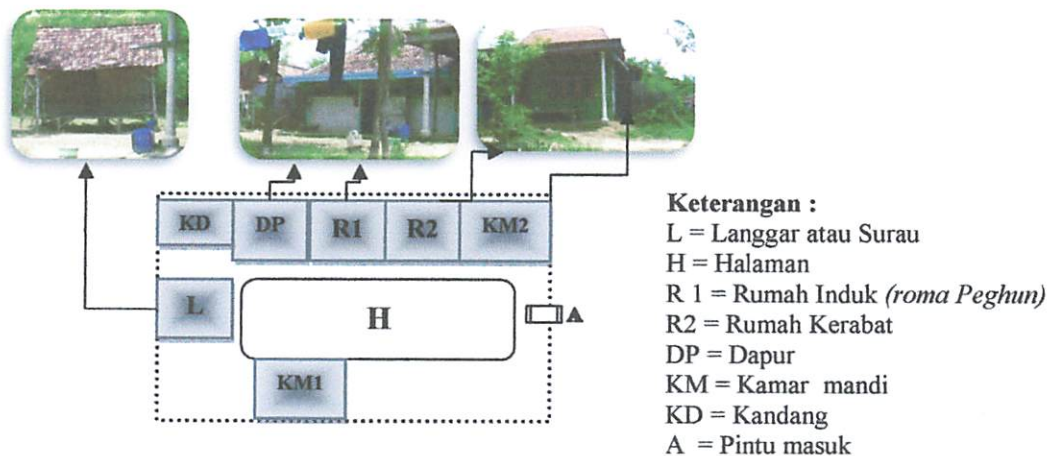 KD DP R1 R2 KM2
L H A
KM1
Keterangan :
L = Langgar atau Surau
H = Halaman
R 1 = Rumah Induk (roma Peghun)
R2 = Rumah Kerabat
DP = Dapur
KM = Kamar mandi
KD = Kandang
A = Pintu masuk